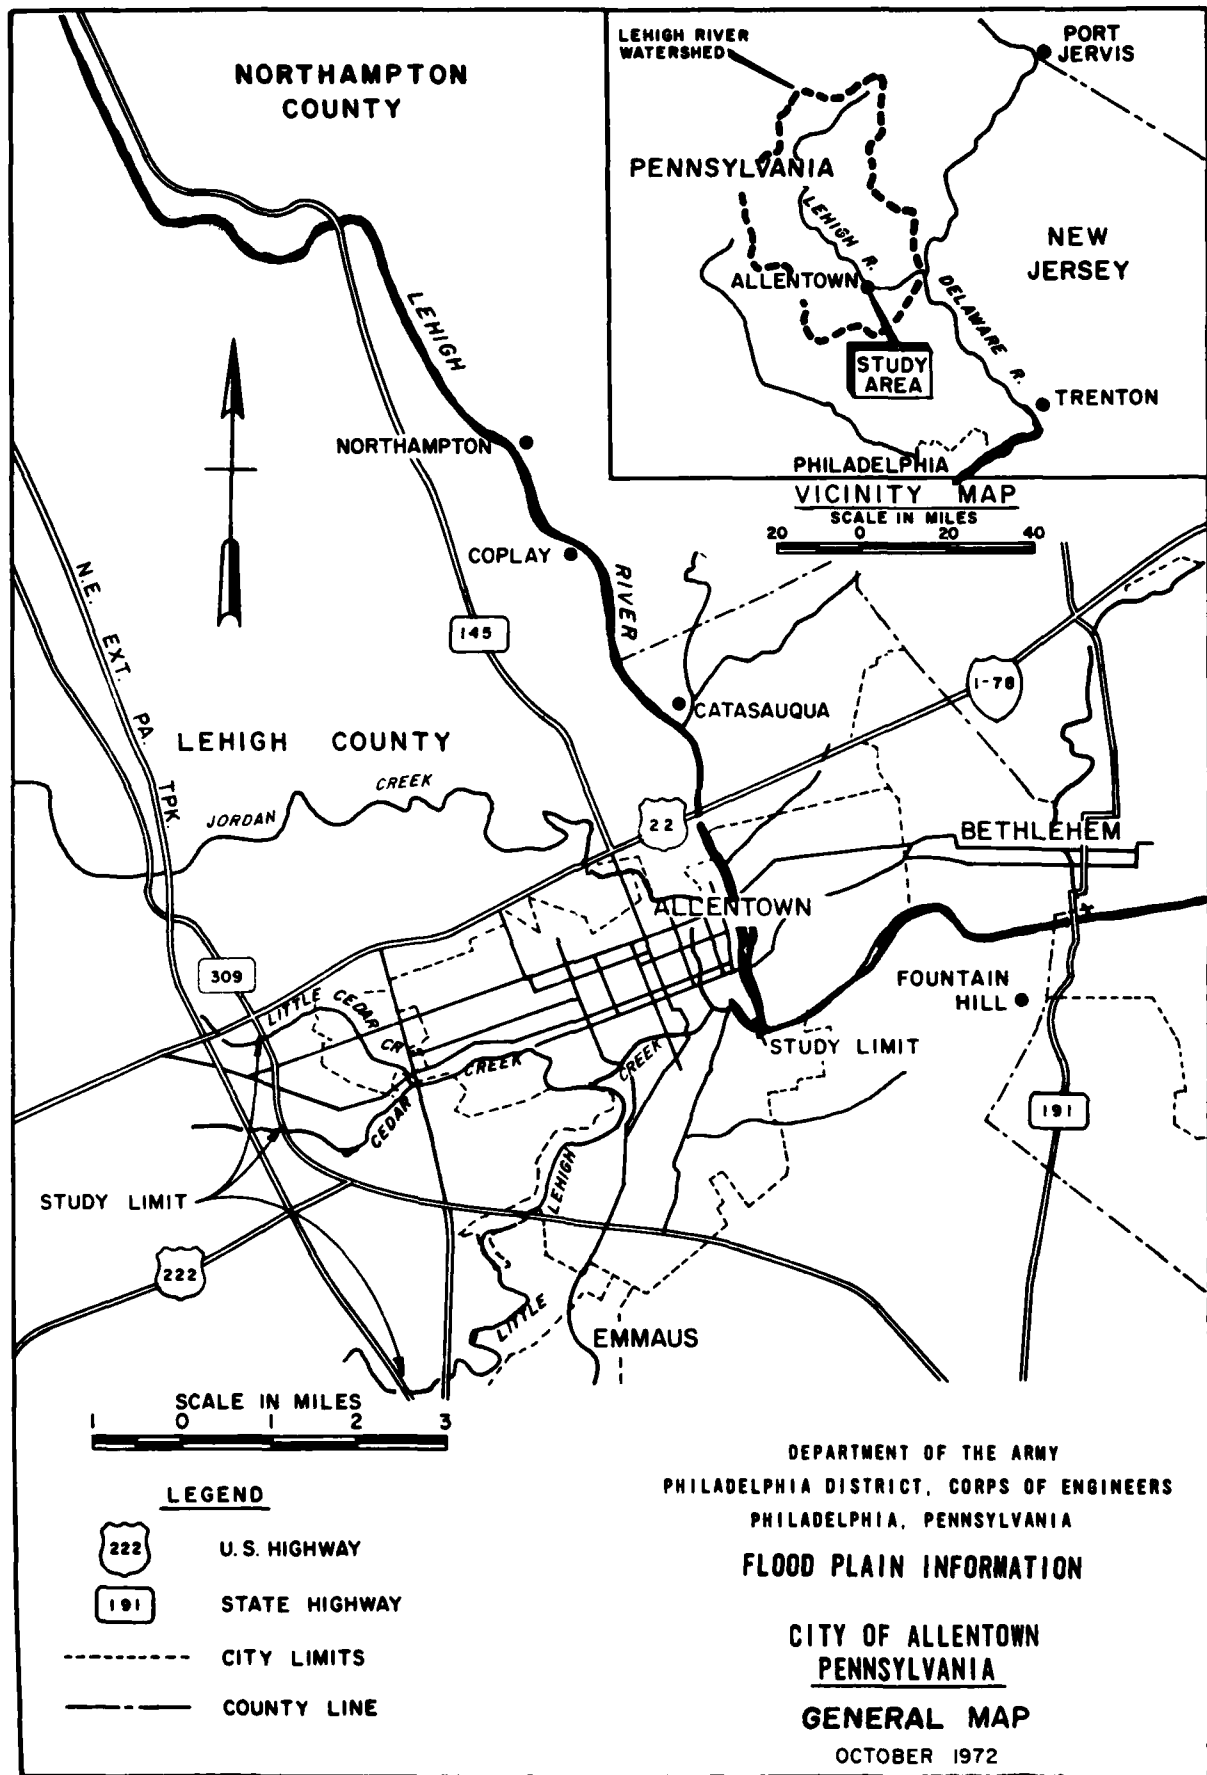 NORTHAMPTON
COUNTY
LEHIGH RIVER
WATERSHED
PORT
JERVIS
PENNSYLVANIA
LEHIGH R.
NEW
JERSEY
ALLENTOWN
DELAWARE R.
STUDY
AREA
TRENTON
PHILADELPHIA
VICINITY MAP
SCALE IN MILES
20 0 20 40
LEHIGH
RIVER
NORTHAMPTON
COPLAY
N.E. EXT. PA. TPK.
145
I-78
CATASAUQUA
LEHIGH COUNTY
JORDAN CREEK
22
BETHLEHEM
ALLENTOWN
309
LITTLE CEDAR CR
FOUNTAIN
HILL
CEDAR CREEK
STUDY LIMIT
LITTLE LEHIGH CREEK
191
STUDY LIMIT
222
EMMAUS
SCALE IN MILES
1 0 1 2 3
LEGEND
222 U.S. HIGHWAY
191 STATE HIGHWAY
CITY LIMITS
COUNTY LINE
DEPARTMENT OF THE ARMY
PHILADELPHIA DISTRICT, CORPS OF ENGINEERS
PHILADELPHIA, PENNSYLVANIA
FLOOD PLAIN INFORMATION
CITY OF ALLENTOWN
PENNSYLVANIA
GENERAL MAP
OCTOBER 1972